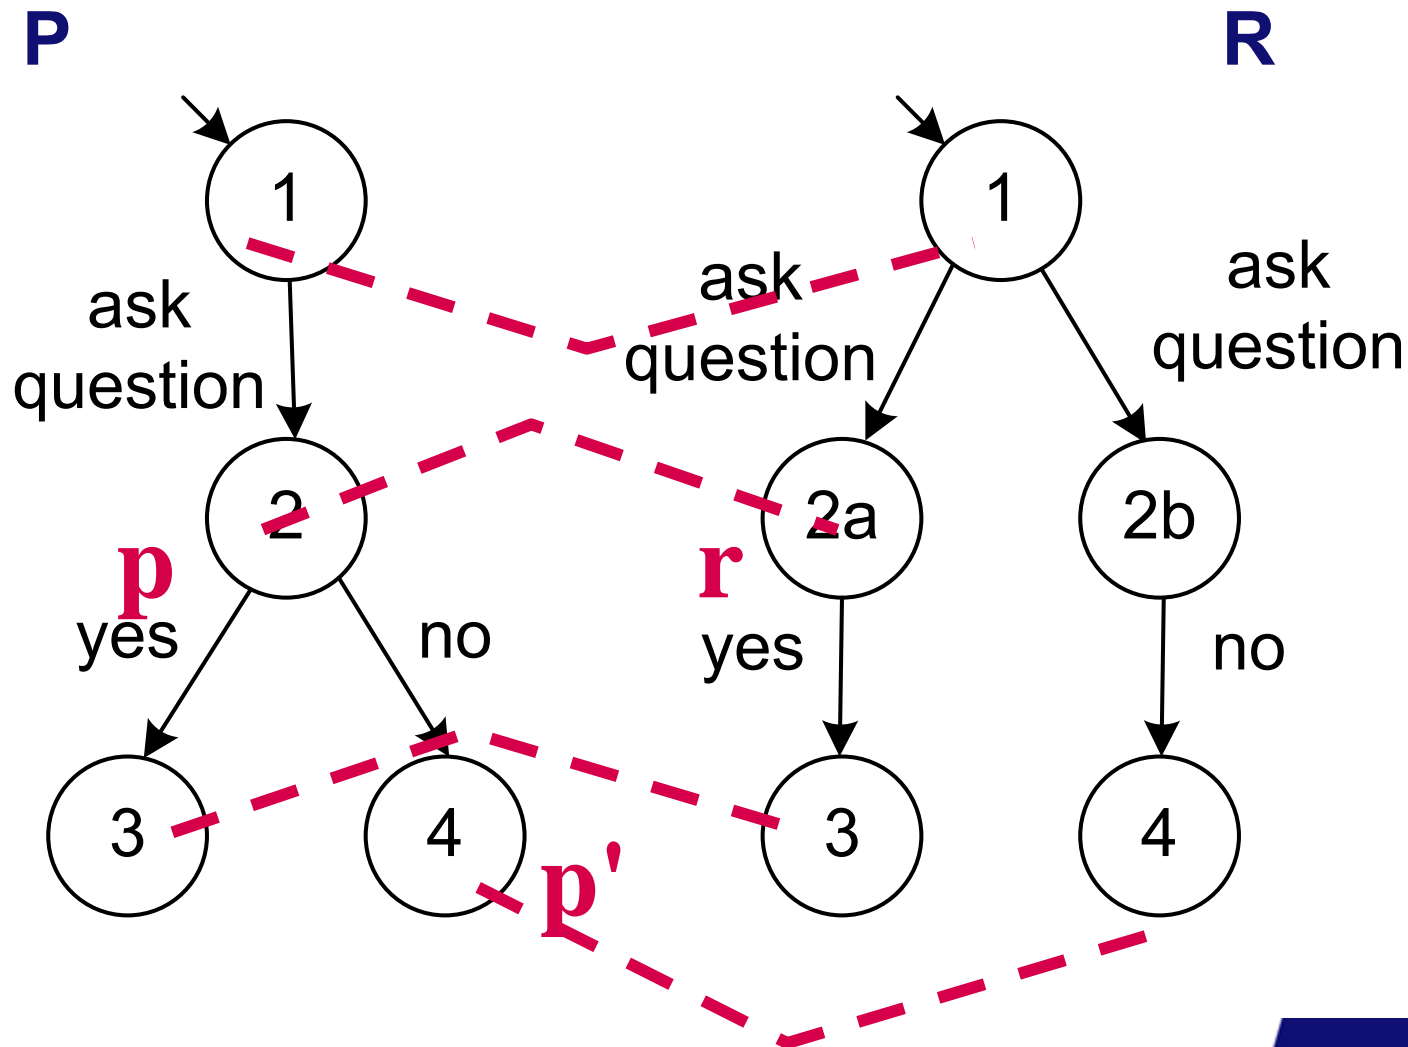 P
R
1
1
ask
question
ask
question
ask
question
2
2a
2b
p
r
yes
no
yes
no
3
4
3
4
p'